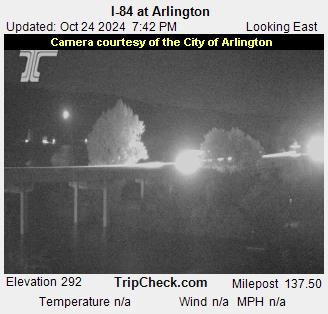 I-84 at Arlington
Updated: Oct 24 2024 7:42 PM Looking East
Camera courtesy of the City of Arlington
Elevation 292 TripCheck.com Milepost 137.50
Temperature n/a Wind n/a MPH n/a